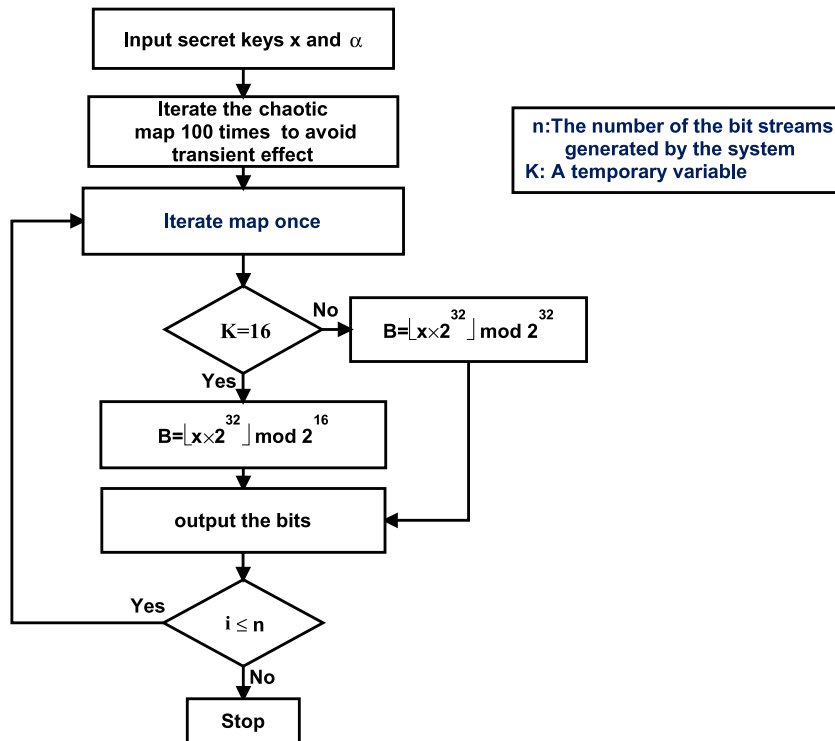 Input secret keys x and α
Iterate the chaotic
map 100 times to avoid
transient effect
n:The number of the bit streams
generated by the system
K: A temporary variable
Iterate map once
K=16
No
B=⌊x×2^32⌋ mod 2^32
Yes
B=⌊x×2^32⌋ mod 2^16
output the bits
Yes
i ≤ n
No
Stop